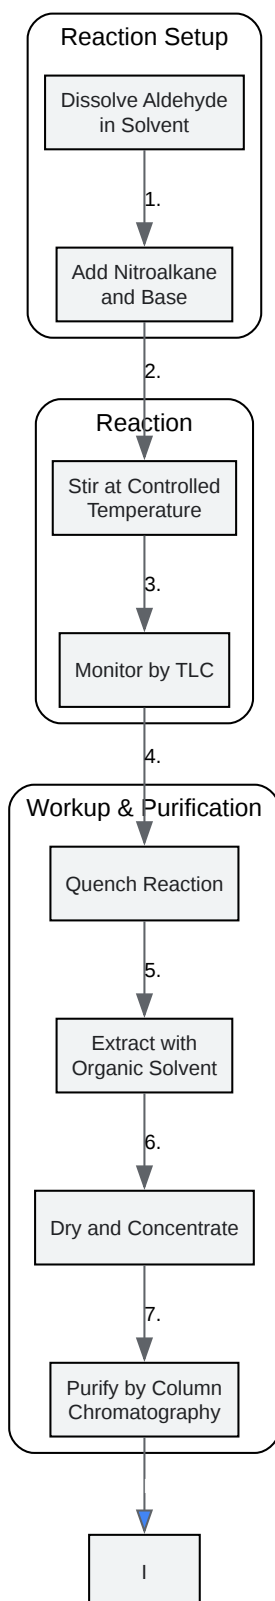 Reaction Setup
Dissolve Aldehyde
in Solvent
1.
Add Nitroalkane
and Base
2.
Reaction
Stir at Controlled
Temperature
3.
Monitor by TLC
4.
Workup & Purification
Quench Reaction
5.
Extract with
Organic Solvent
6.
Dry and Concentrate
7.
Purify by Column
Chromatography
I